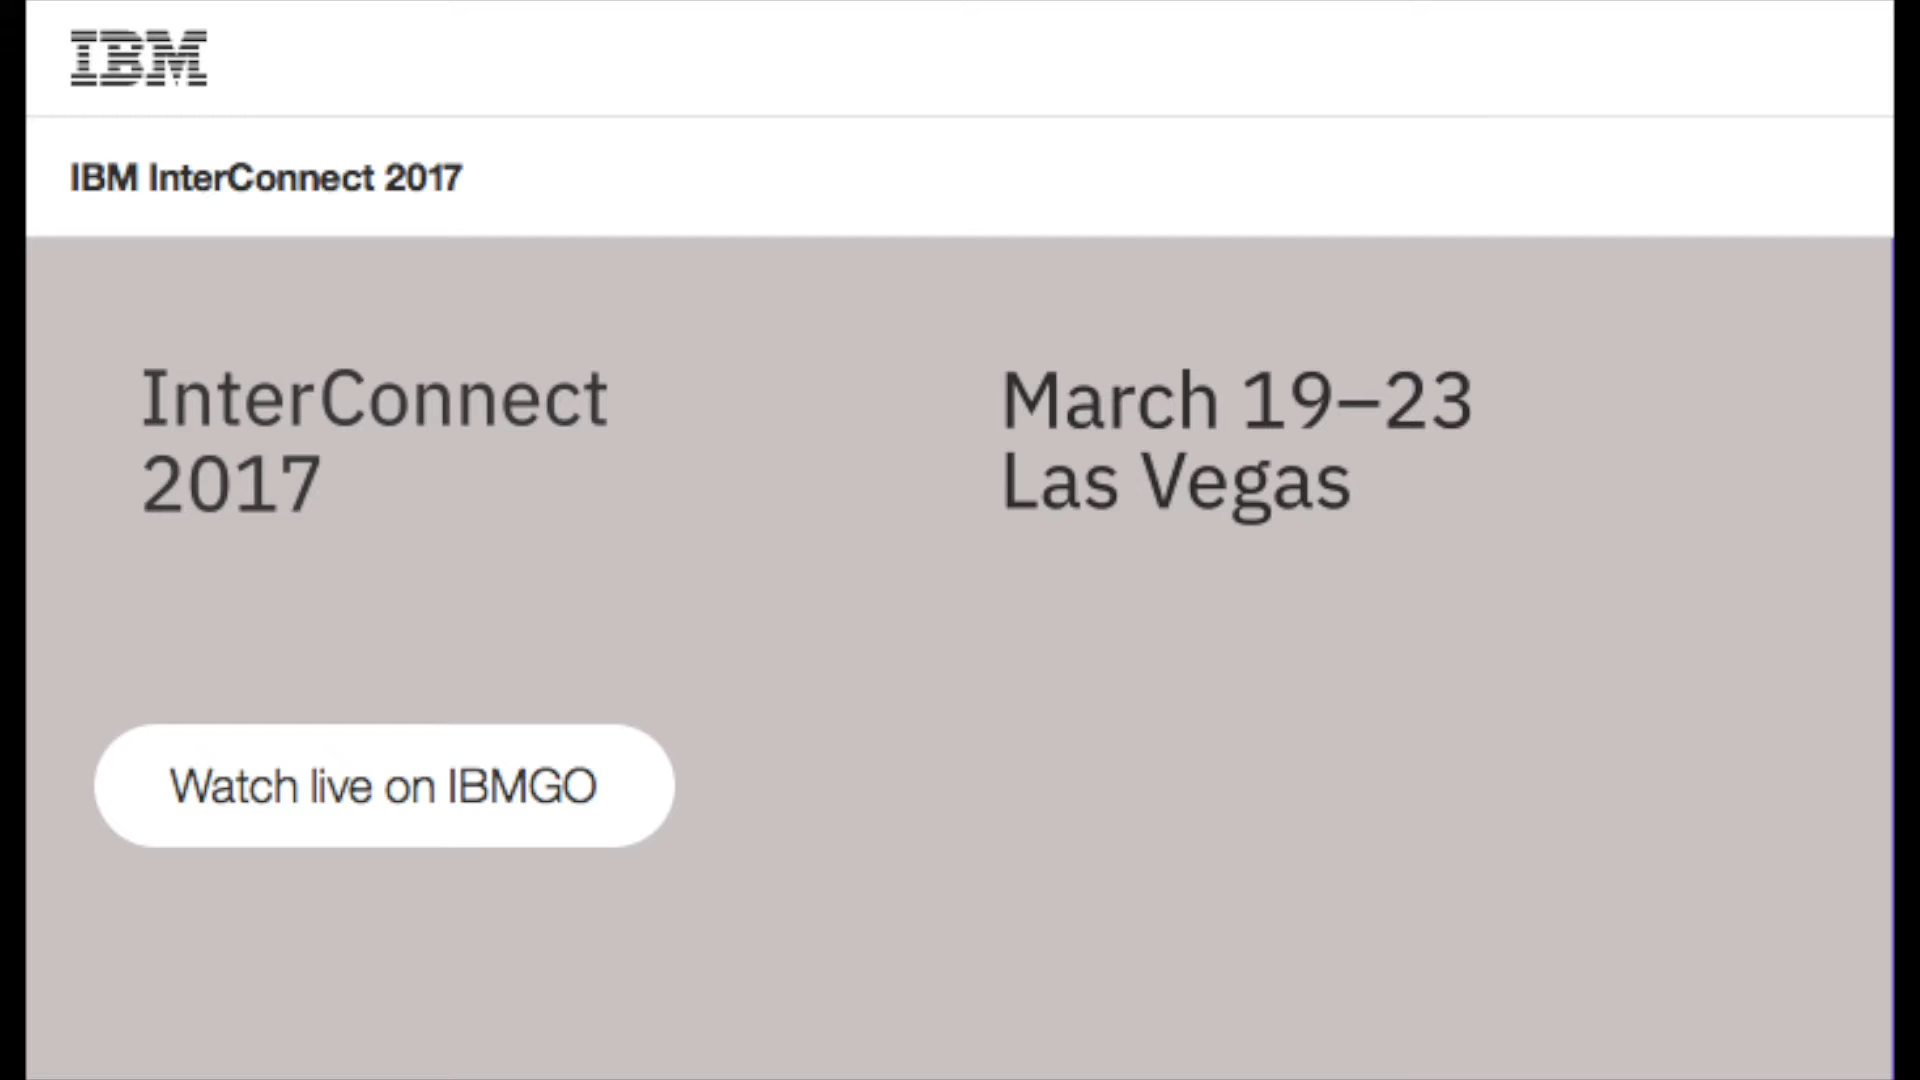 IBM
IBM InterConnect 2017
InterConnect
2017
March 19–23
Las Vegas
Watch live on IBMGO